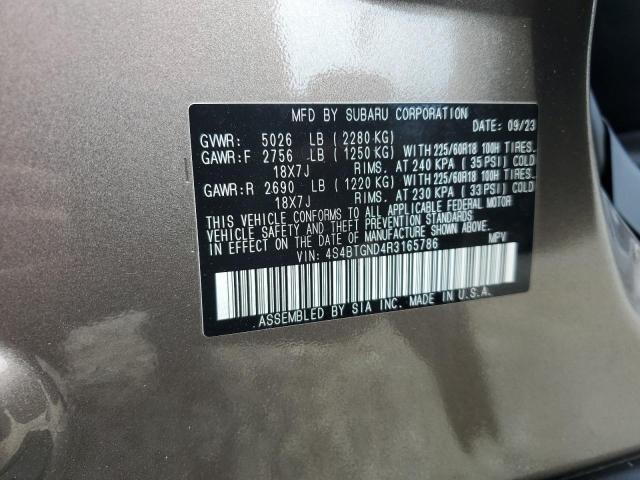 MFD BY SUBARU CORPORATION
DATE: 09/23
GVWR: 5026 LB (2280 KG)
GAWR:F 2756 LB (1250 KG) WITH 225/60R18 100H TIRES.
18X7J RIMS. AT 240 KPA (35 PSI) COLD
GAWR:R 2690 LB (1220 KG) WITH 225/60R18 100H TIRES.
18X7J RIMS. AT 230 KPA (33 PSI) COLD
THIS VEHICLE CONFORMS TO ALL APPLICABLE FEDERAL MOTOR
VEHICLE SAFETY AND THEFT PREVENTION STANDARDS IN EFFECT
ON THE DATE OF MANUFACTURE SHOWN ABOVE.
VIN: 4S4BTGND4R3165786 MPV
ASSEMBLED BY SIA INC. MADE IN U.S.A.